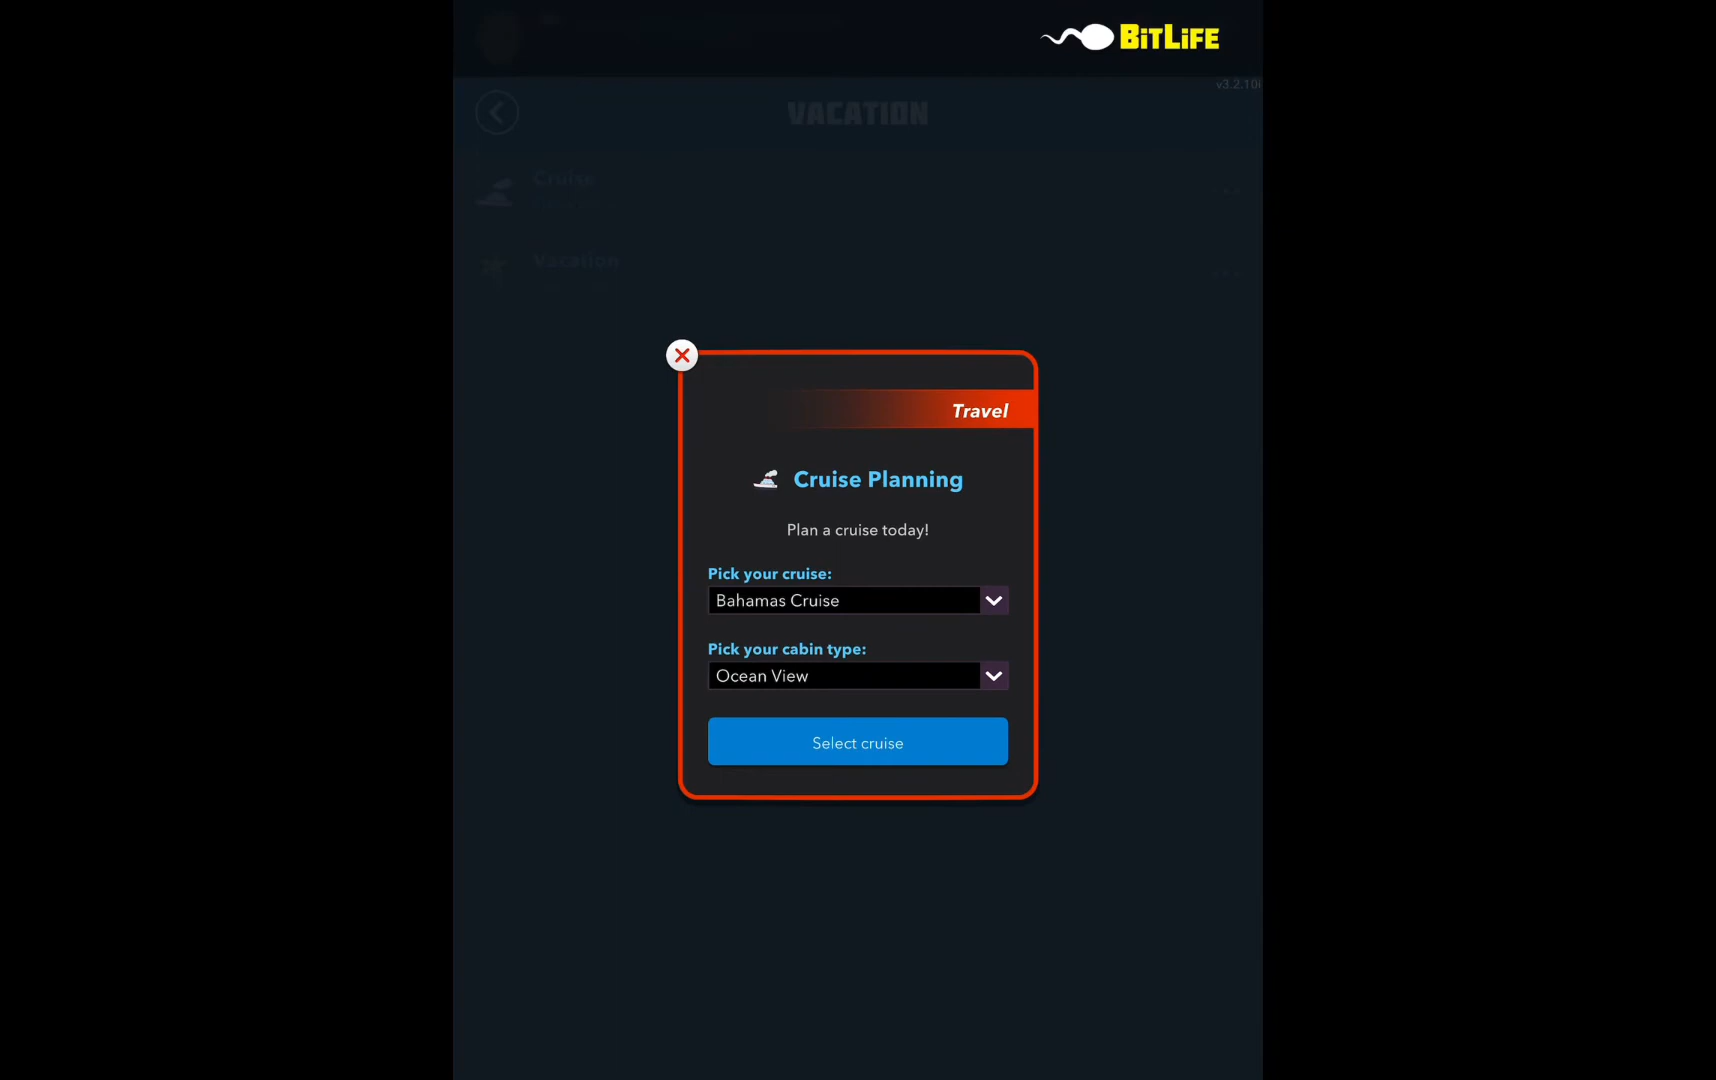 BitLife
v3.2.10
VACATION
Cruise
Vacation
Travel
Cruise Planning
Plan a cruise today!
Pick your cruise:
Bahamas Cruise
Pick your cabin type:
Ocean View
Select cruise